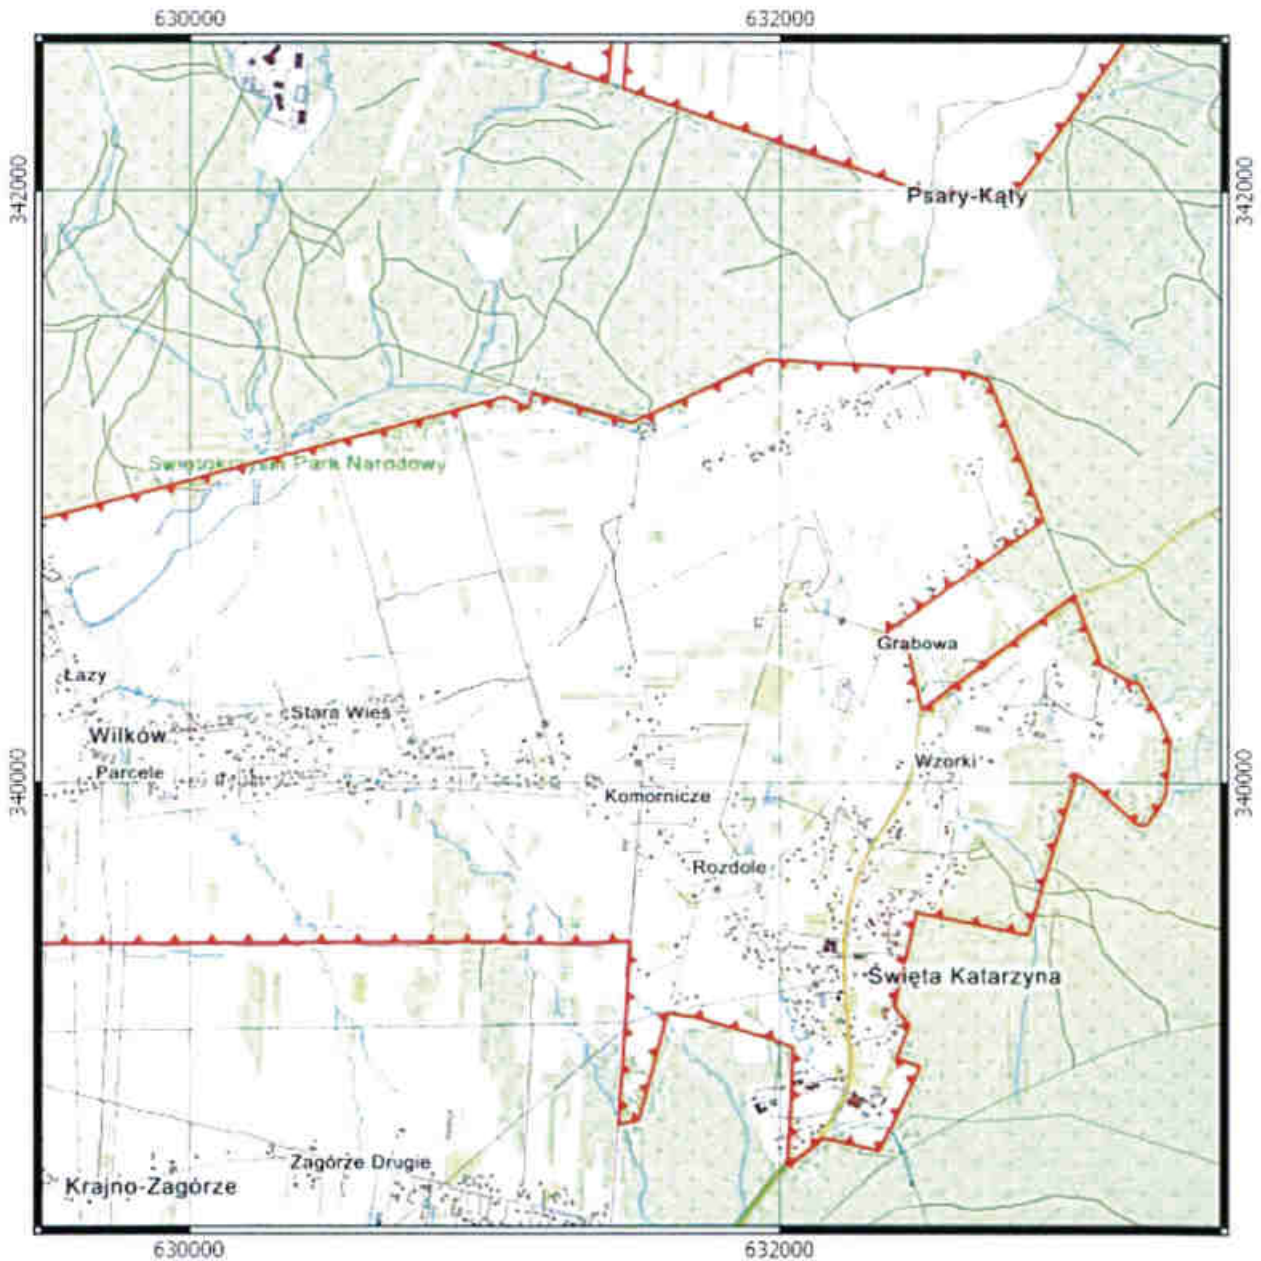 630000 632000
342000 342000
Psary-Kąty
Świętokrzyski Park Narodowy
Grabowa
Łazy
Stara Wieś
Wilków
Wzorki
Parcele
340000 340000
Komornicze
Rozdole
Święta Katarzyna
Zagórze Drugie
Krajno-Zagórze
630000 632000